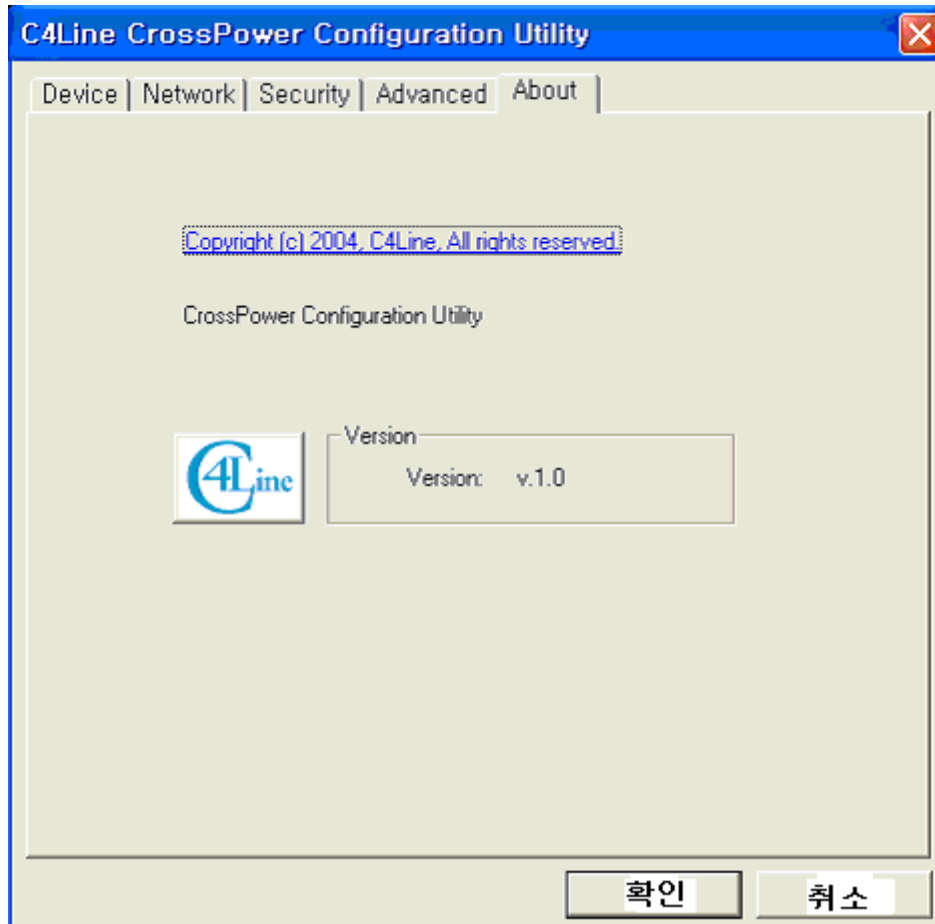 C4Line CrossPower Configuration Utility
Device Network Security Advanced About
Copyright (c) 2004, C4Line, All rights reserved.
CrossPower Configuration Utility
C4Line
Version
Version: v.1.0
확인 취소